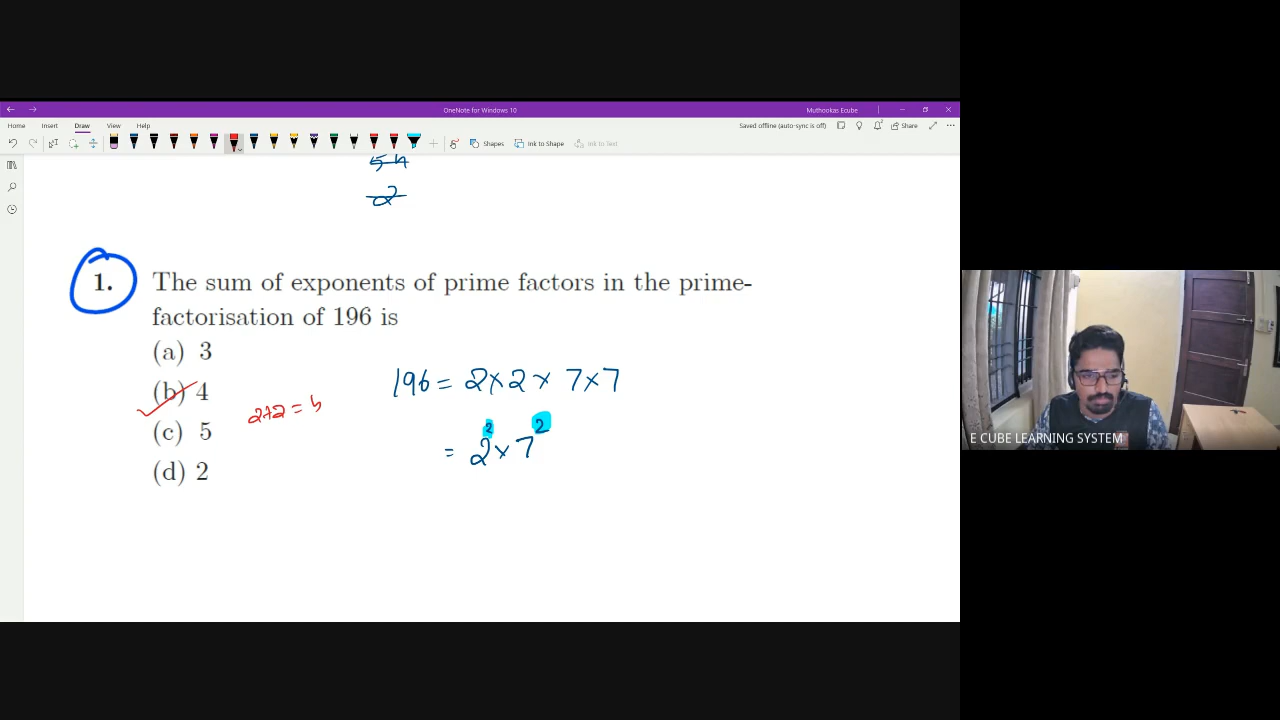 OneNote for Windows 10
Muthookas Ecube
Home Insert Draw View Help
Saved offline (auto-sync is off) Share
Shapes Ink to Shape Ink to Text
2
1. The sum of exponents of prime factors in the prime-
factorisation of 196 is
(a) 3
(b) 4
(c) 5
(d) 2
196 = 2×2 × 7×7
2+2 = 4
= 2² × 7²
E CUBE LEARNING SYSTEM